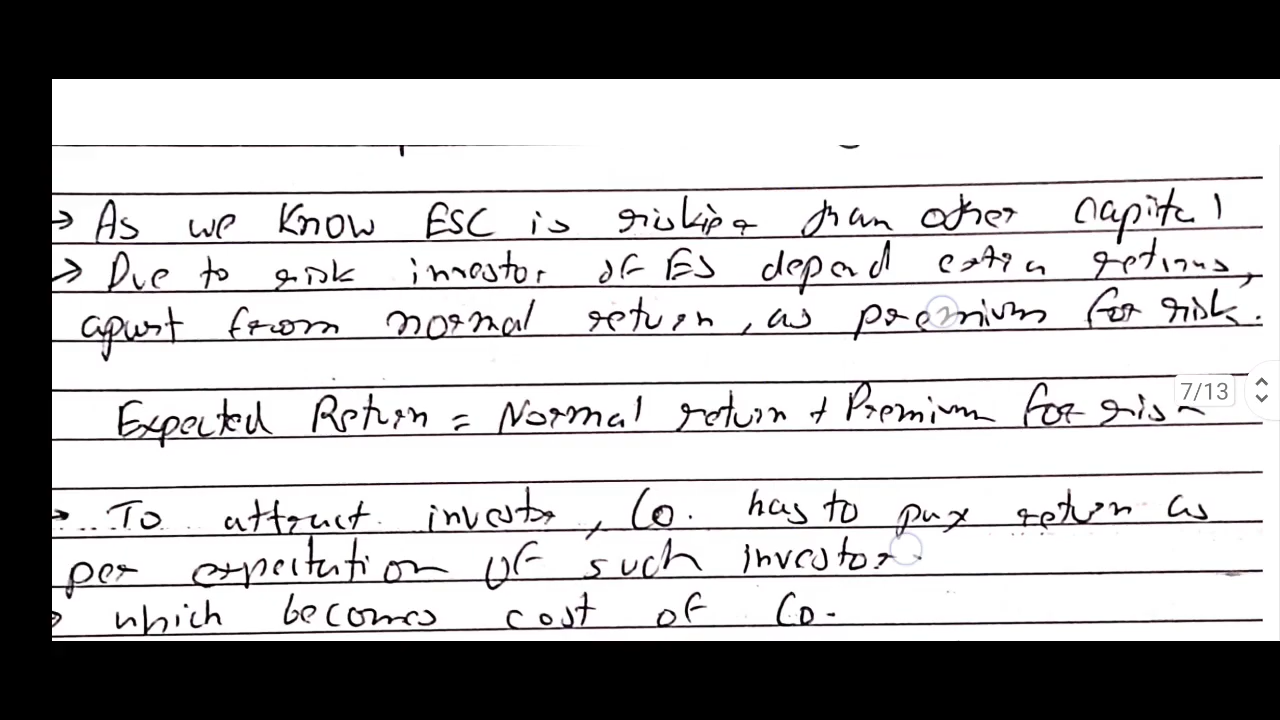 → As we know ESC is riskier than other capital
→ Due to risk investor of ES depend extra returns,
apart from normal return, as premium for risk.
Expected Return = Normal return + Premium for risk
→ To attract investor, Co. has to pay return as
per expectation of such investor.
which becomes cost of Co.
7/13